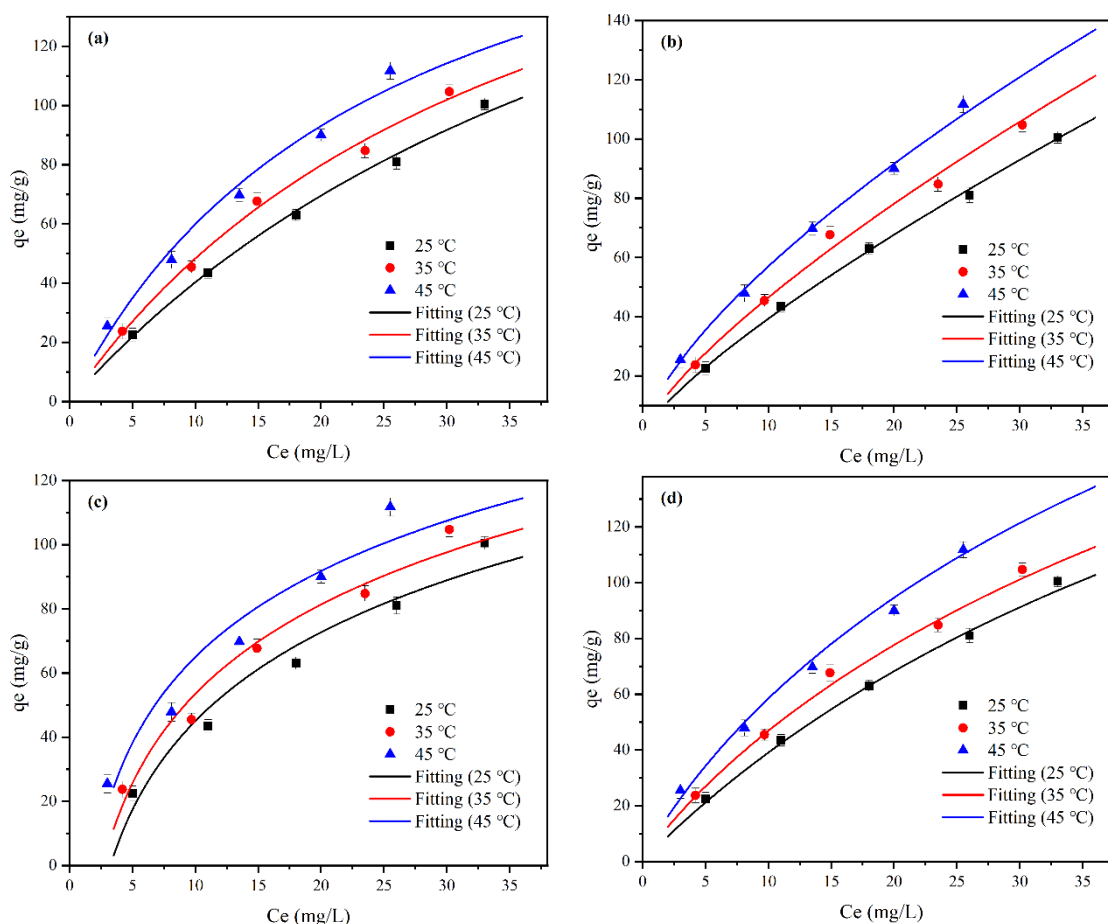 (a)
120
100
80
60
40
20
0
qe (mg/g)
25 ℃
35 ℃
45 ℃
Fitting (25 ℃)
Fitting (35 ℃)
Fitting (45 ℃)
0 5 10 15 20 25 30 35
Ce (mg/L)
(b)
140
120
100
80
60
40
20
qe (mg/g)
25 ℃
35 ℃
45 ℃
Fitting (25 ℃)
Fitting (35 ℃)
Fitting (45 ℃)
0 5 10 15 20 25 30 35
Ce (mg/L)
(c)
120
100
80
60
40
20
0
qe (mg/g)
25 ℃
35 ℃
45 ℃
Fitting (25 ℃)
Fitting (35 ℃)
Fitting (45 ℃)
0 5 10 15 20 25 30 35
Ce (mg/L)
(d)
120
100
80
60
40
20
0
qe (mg/g)
25 ℃
35 ℃
45 ℃
Fitting (25 ℃)
Fitting (35 ℃)
Fitting (45 ℃)
0 5 10 15 20 25 30 35
Ce (mg/L)